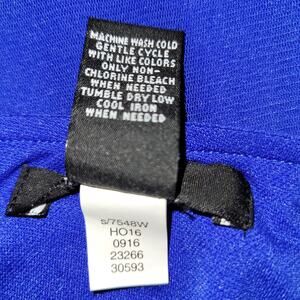 MACHINE WASH COLD
GENTLE CYCLE
WITH LIKE COLORS
ONLY NON-
CHLORINE BLEACH
WHEN NEEDED
TUMBLE DRY LOW
COOL IRON
WHEN NEEDED
S/7548W
HO16
0916
23266
30593